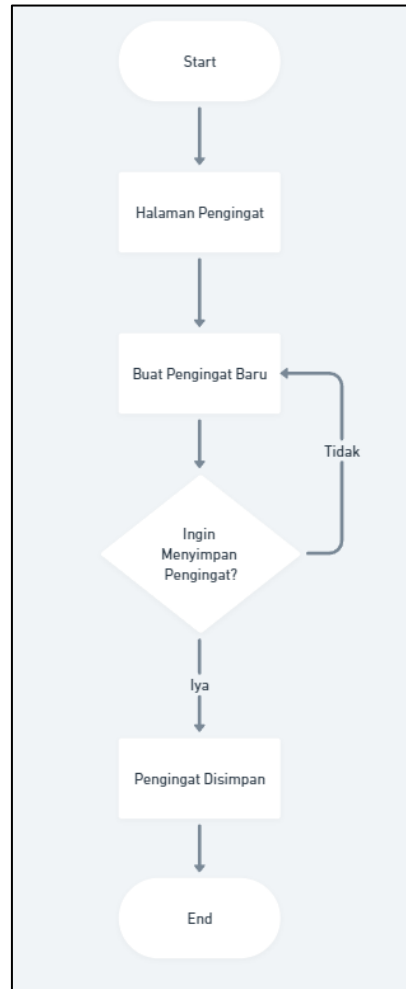 Start
Halaman Pengingat
Buat Pengingat Baru
Tidak
Ingin
Menyimpan
Pengingat?
Iya
Pengingat Disimpan
End